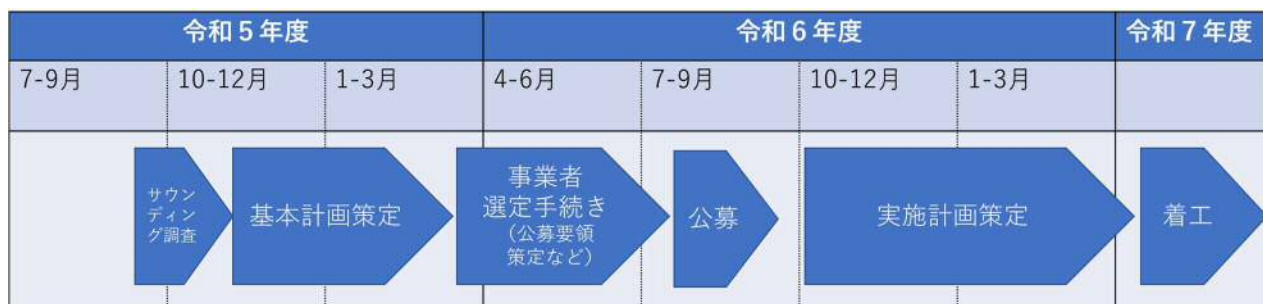 令和５年度
令和６年度
令和７年度
7-9月
10-12月
1-3月
4-6月
7-9月
10-12月
1-3月
サウン
ディン
グ調査
基本計画策定
事業者
選定手続き
（公募要領
策定など）
公募
実施計画策定
着工